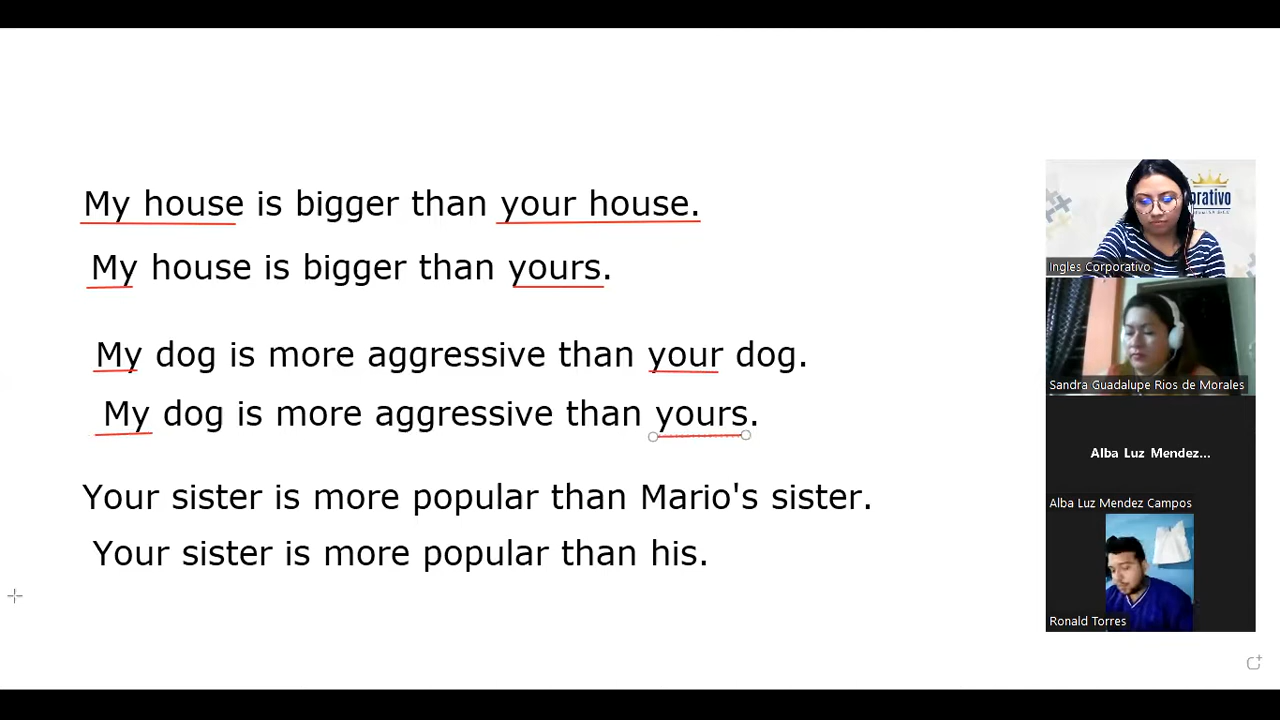 My house is bigger than your house.
My house is bigger than yours.
My dog is more aggressive than your dog.
My dog is more aggressive than yours.
Your sister is more popular than Mario's sister.
Your sister is more popular than his.
orativo
Ingles Corporativo
Sandra Guadalupe Rios de Morales
Alba Luz Mendez...
Alba Luz Mendez Campos
Ronald Torres